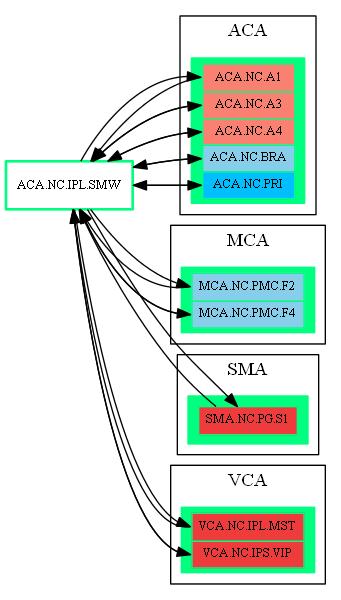 ACA
ACA.NC.A1
ACA.NC.A3
ACA.NC.A4
ACA.NC.BRA
ACA.NC.PRI
ACA.NC.IPL.SMW
MCA
MCA.NC.PMC.F2
MCA.NC.PMC.F4
SMA
SMA.NC.PG.S1
VCA
VCA.NC.IPL.MST
VCA.NC.IPS.VIP